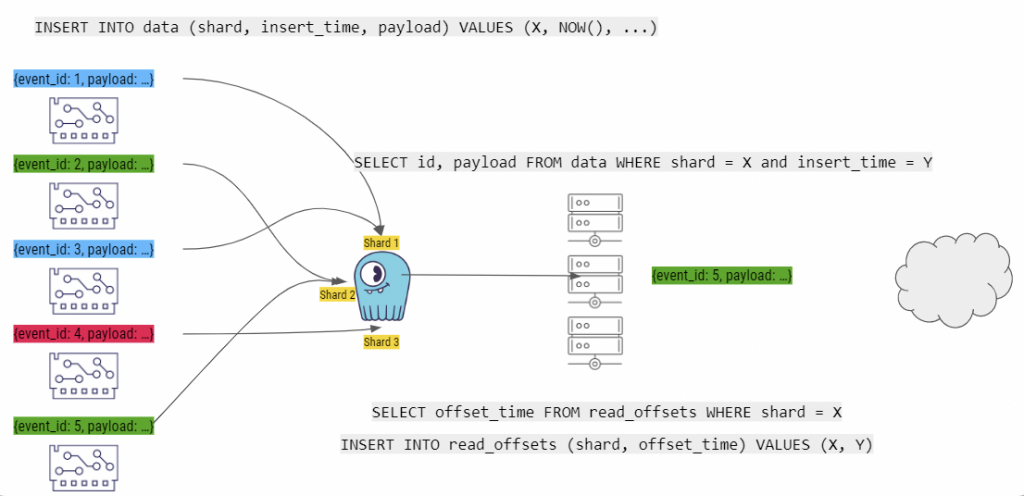 INSERT INTO data (shard, insert_time, payload) VALUES (X, NOW(), ...)
{event_id: 1, payload: …}
{event_id: 2, payload: …}
SELECT id, payload FROM data WHERE shard = X and insert_time = Y
{event_id: 3, payload: …}
Shard 1
{event_id: 5, payload: …}
Shard 2
{event_id: 4, payload: …}
Shard 3
SELECT offset_time FROM read_offsets WHERE shard = X
{event_id: 5, payload: …}
INSERT INTO read_offsets (shard, offset_time) VALUES (X, Y)